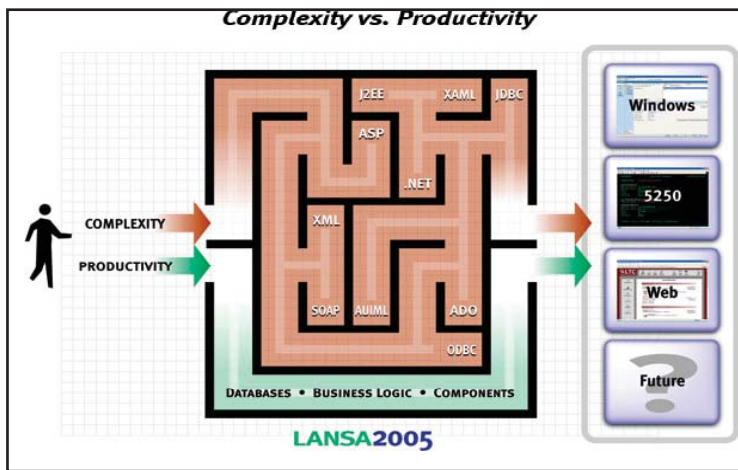 Complexity vs. Productivity
J2EE
XAML
JDBC
ASP
.NET
XML
SOAP
AUIML
ADO
ODBC
COMPLEXITY
PRODUCTIVITY
DATABASES • BUSINESS LOGIC • COMPONENTS
LANSA2005
Windows
5250
Web
?
Future